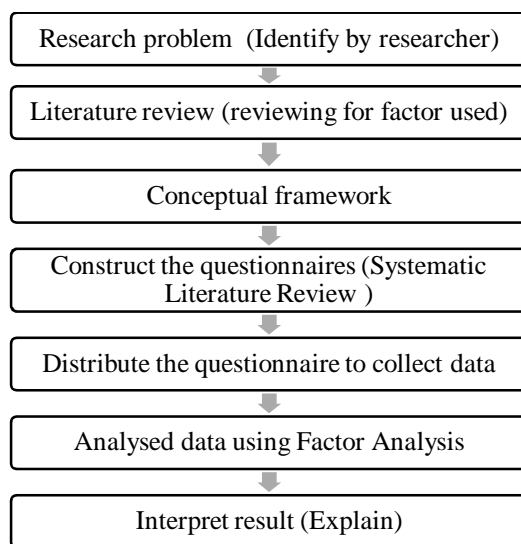 Research problem (Identify by researcher)
Literature review (reviewing for factor used)
Conceptual framework
Construct the questionnaires (Systematic
Literature Review )
Distribute the questionnaire to collect data
Analysed data using Factor Analysis
Interpret result (Explain)